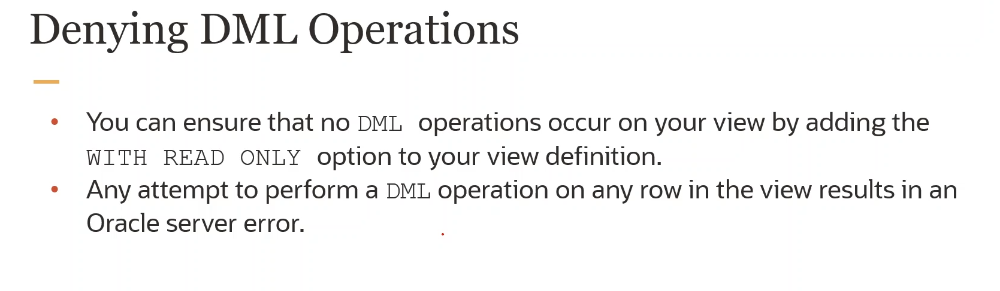 Denying DML Operations
• You can ensure that no DML operations occur on your view by adding the
WITH READ ONLY option to your view definition.
• Any attempt to perform a DML operation on any row in the view results in an
Oracle server error.